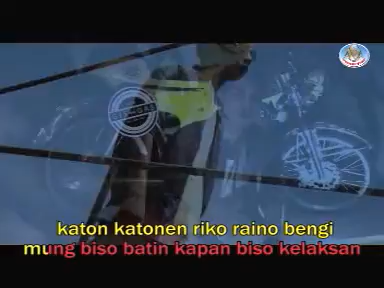 katon katonen riko raino bengi
mung biso batin kapan biso kelaksan